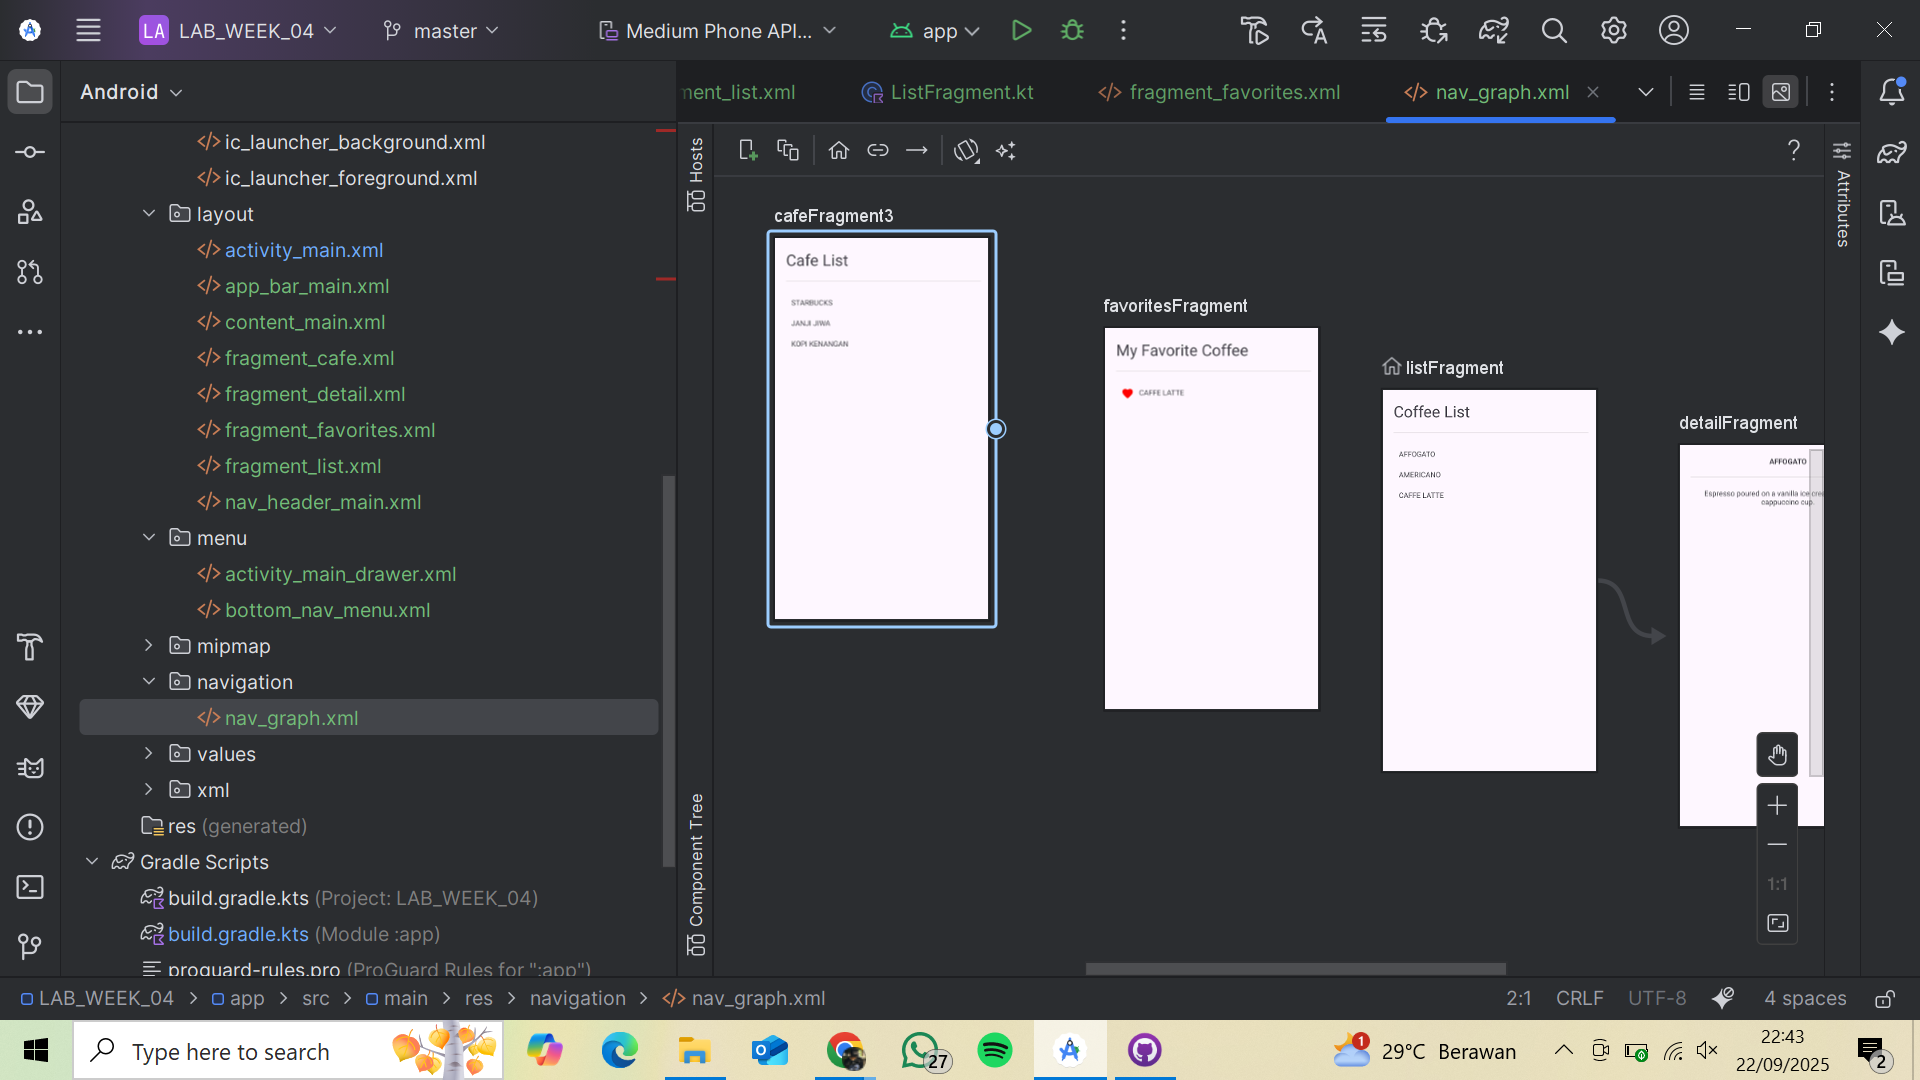 LA LAB_WEEK_04
master
Medium Phone API...
app
Android
ment_list.xml
ListFragment.kt
fragment_favorites.xml
nav_graph.xml
ic_launcher_background.xml
ic_launcher_foreground.xml
layout
activity_main.xml
app_bar_main.xml
content_main.xml
fragment_cafe.xml
fragment_detail.xml
fragment_favorites.xml
fragment_list.xml
nav_header_main.xml
menu
activity_main_drawer.xml
bottom_nav_menu.xml
mipmap
navigation
nav_graph.xml
values
xml
res (generated)
Gradle Scripts
build.gradle.kts (Project: LAB_WEEK_04)
build.gradle.kts (Module :app)
proguard-rules.pro (ProGuard Rules for ":app")
Hosts
Component Tree
?
Attributes
cafeFragment3
Cafe List
STARBUCKS
JANJI JIWA
KOPI KENANGAN
favoritesFragment
My Favorite Coffee
CAFFE LATTE
listFragment
Coffee List
AFFOGATO
AMERICANO
CAFFE LATTE
detailFragment
AFFOGATO
Espresso poured on a vanilla ice cre
cappuccino cup.
1:1
LAB_WEEK_04 > app > src > main > res > navigation > nav_graph.xml
2:1 CRLF UTF-8 4 spaces
Type here to search
27
1
29°C Berawan
22:43
22/09/2025
2